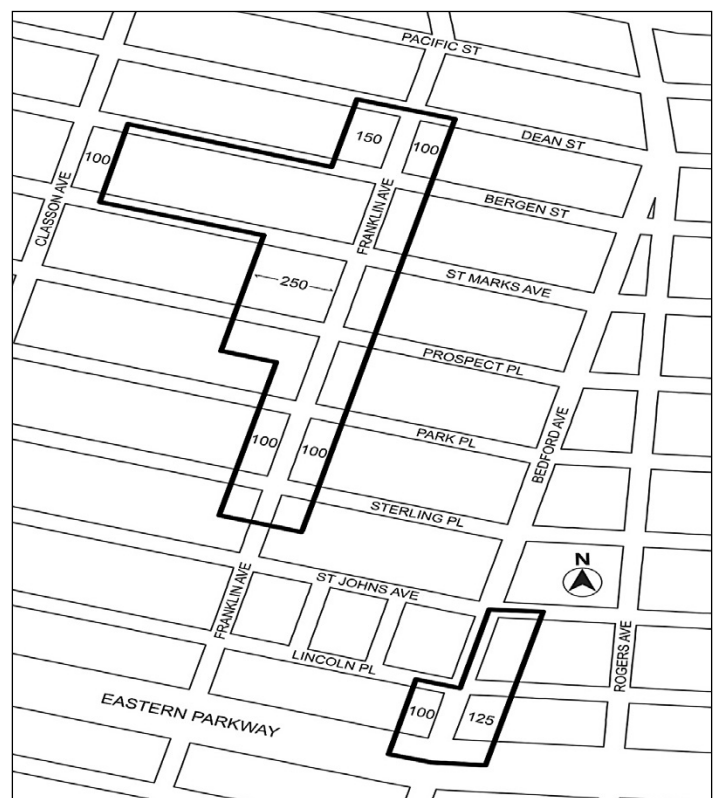 PACIFIC ST
150
DEAN ST
100
100
BERGEN ST
CLASSON AVE
FRANKLIN AVE
250
ST MARKS AVE
PROSPECT PL
100
100
PARK PL
BEDFORD AVE
STERLING PL
N
FRANKLIN AVE
ST JOHNS AVE
ROGERS AVE
LINCOLN PL
EASTERN PARKWAY
100
125